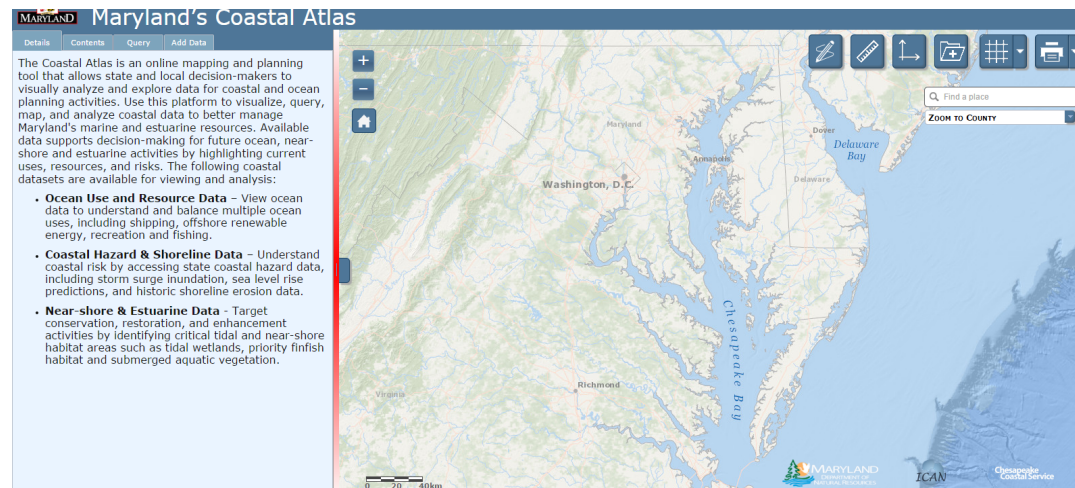 MARYLAND
Maryland's Coastal Atlas
Details
Contents
Query
Add Data
The Coastal Atlas is an online mapping and planning
tool that allows state and local decision-makers to
visually analyze and explore data for coastal and ocean
planning activities. Use this platform to visualize, query,
map, and analyze coastal data to better manage
Maryland's marine and estuarine resources. Available
data supports decision-making for future ocean, near-
shore and estuarine activities by highlighting current
uses, resources, and risks. The following coastal
datasets are available for viewing and analysis:
• Ocean Use and Resource Data – View ocean
data to understand and balance multiple ocean
uses, including shipping, offshore renewable
energy, recreation and fishing.
• Coastal Hazard & Shoreline Data – Understand
coastal risk by accessing state coastal hazard data,
including storm surge inundation, sea level rise
predictions, and historic shoreline erosion data.
• Near-shore & Estuarine Data - Target
conservation, restoration, and enhancement
activities by identifying critical tidal and near-shore
habitat areas such as tidal wetlands, priority finfish
habitat and submerged aquatic vegetation.
Find a place
ZOOM TO COUNTY
Maryland
Dover
Delaware
Bay
Annapolis
Washington, D.C.
Delaware
Chesapeake Bay
Richmond
Virginia
0 20 40km
MARYLAND
DEPARTMENT OF
NATURAL RESOURCES
ICAN
Chesapeake
Coastal Service